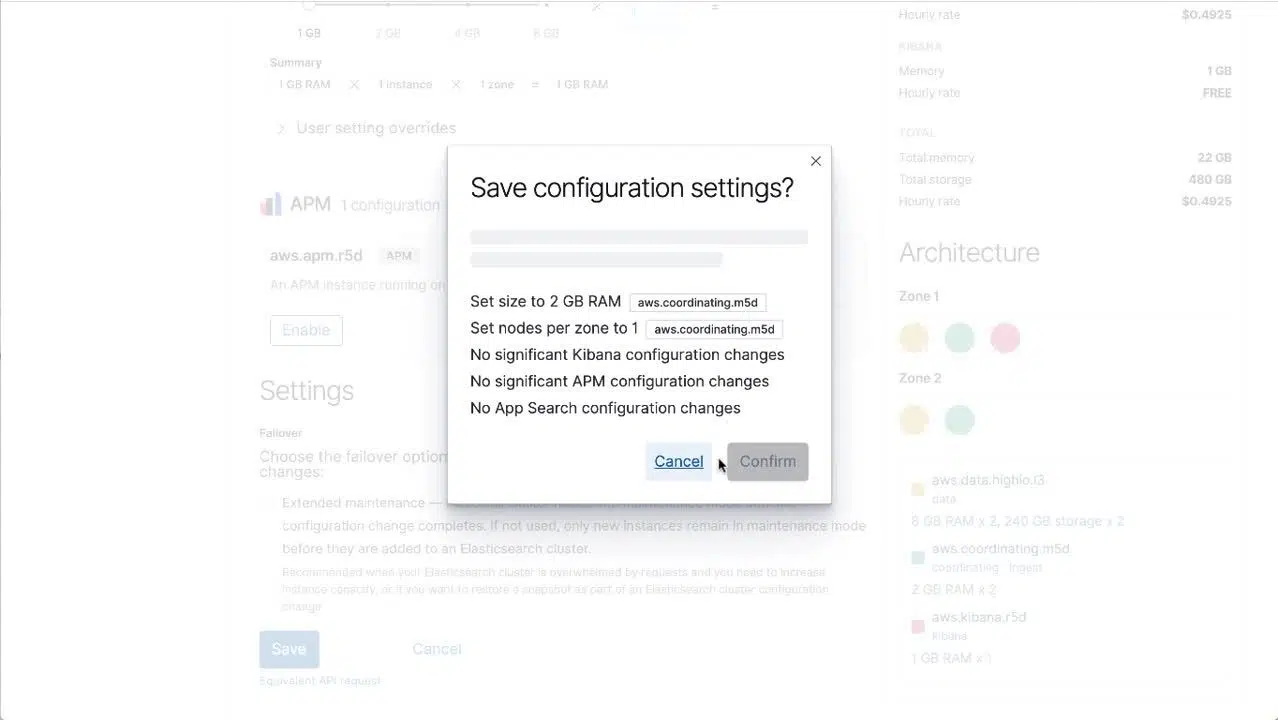 1 GB
2 GB
4 GB
8 GB
Summary
1 GB RAM × 1 instance × 1 zone = 1 GB RAM
User setting overrides
APM 1 configuration
aws.apm.r5d APM
An APM instance running on
Enable
Settings
Failover
Choose the failover option
changes:
Extended maintenance —
configuration change completes. If not used, only new instances remain in maintenance mode
before they are added to an Elasticsearch cluster.
Recommended when your Elasticsearch cluster is overwhelmed by requests and you need to increase
instance capacity, or if you want to restore a snapshot as part of an Elasticsearch cluster configuration
change
Save
Cancel
Equivalent API request
Save configuration settings?
Set size to 2 GB RAM aws.coordinating.m5d
Set nodes per zone to 1 aws.coordinating.m5d
No significant Kibana configuration changes
No significant APM configuration changes
No App Search configuration changes
Cancel
Confirm
Hourly rate $0.4925
KIBANA
Memory 1 GB
Hourly rate FREE
TOTAL
Total memory 22 GB
Total storage 480 GB
Hourly rate $0.4925
Architecture
Zone 1
Zone 2
aws.data.highio.i3
data
8 GB RAM x 2, 240 GB storage x 2
aws.coordinating.m5d
coordinating Ingest
2 GB RAM x 2
aws.kibana.r5d
Kibana
1 GB RAM x 1